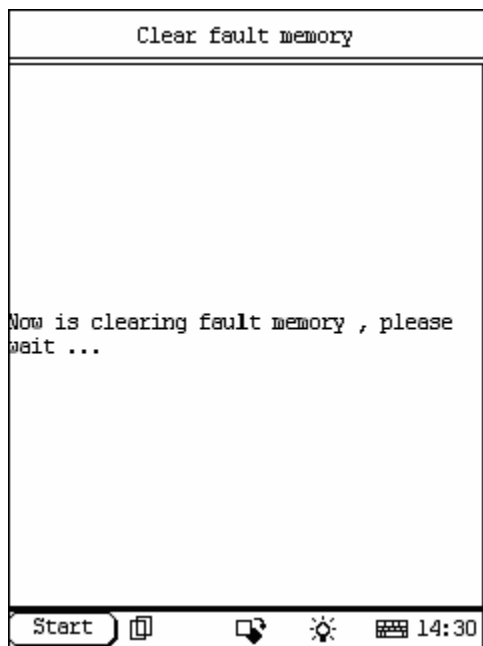 Clear fault memory
Now is clearing fault memory , please
wait ...
Start 14:30